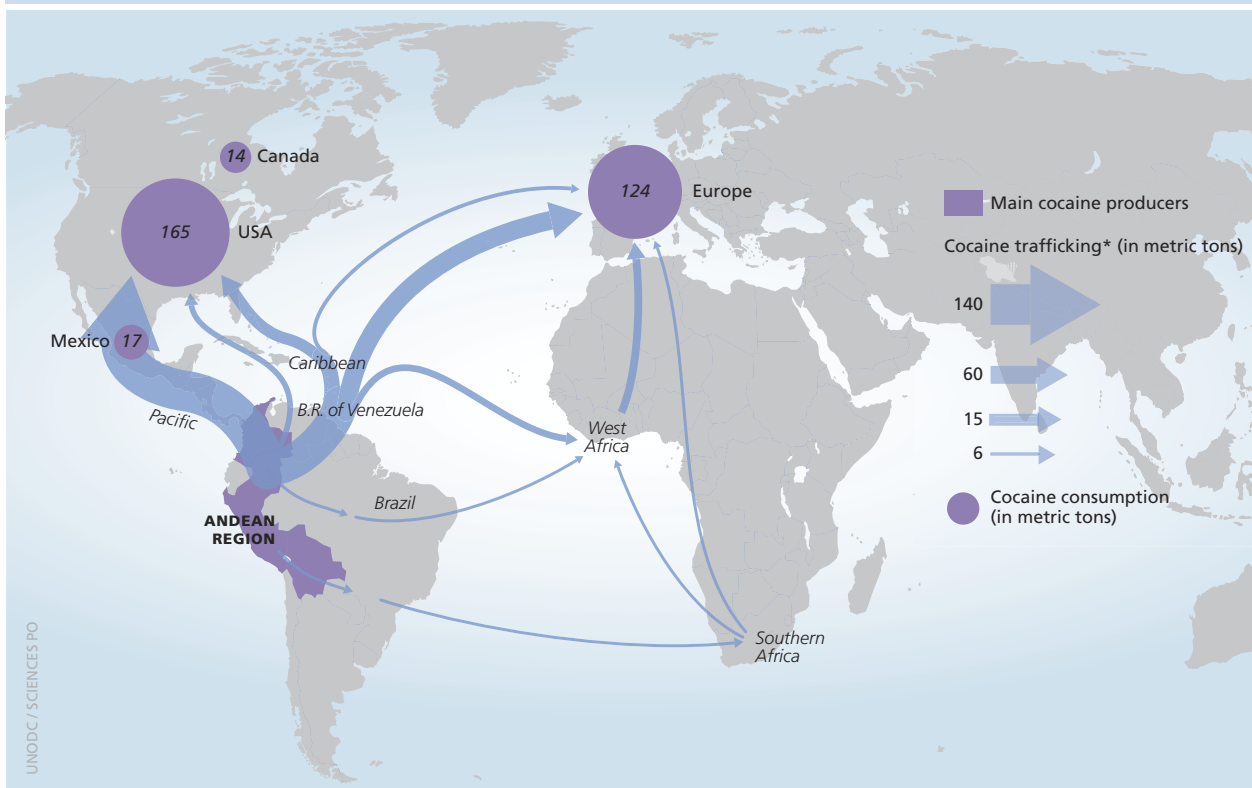 14 Canada
165 USA
124 Europe
Mexico 17
Caribbean
B.R. of Venezuela
Pacific
West
Africa
Brazil
ANDEAN
REGION
Southern
Africa
Main cocaine producers
Cocaine trafficking* (in metric tons)
140
60
15
6
Cocaine consumption
(in metric tons)
UNODC / SCIENCES PO